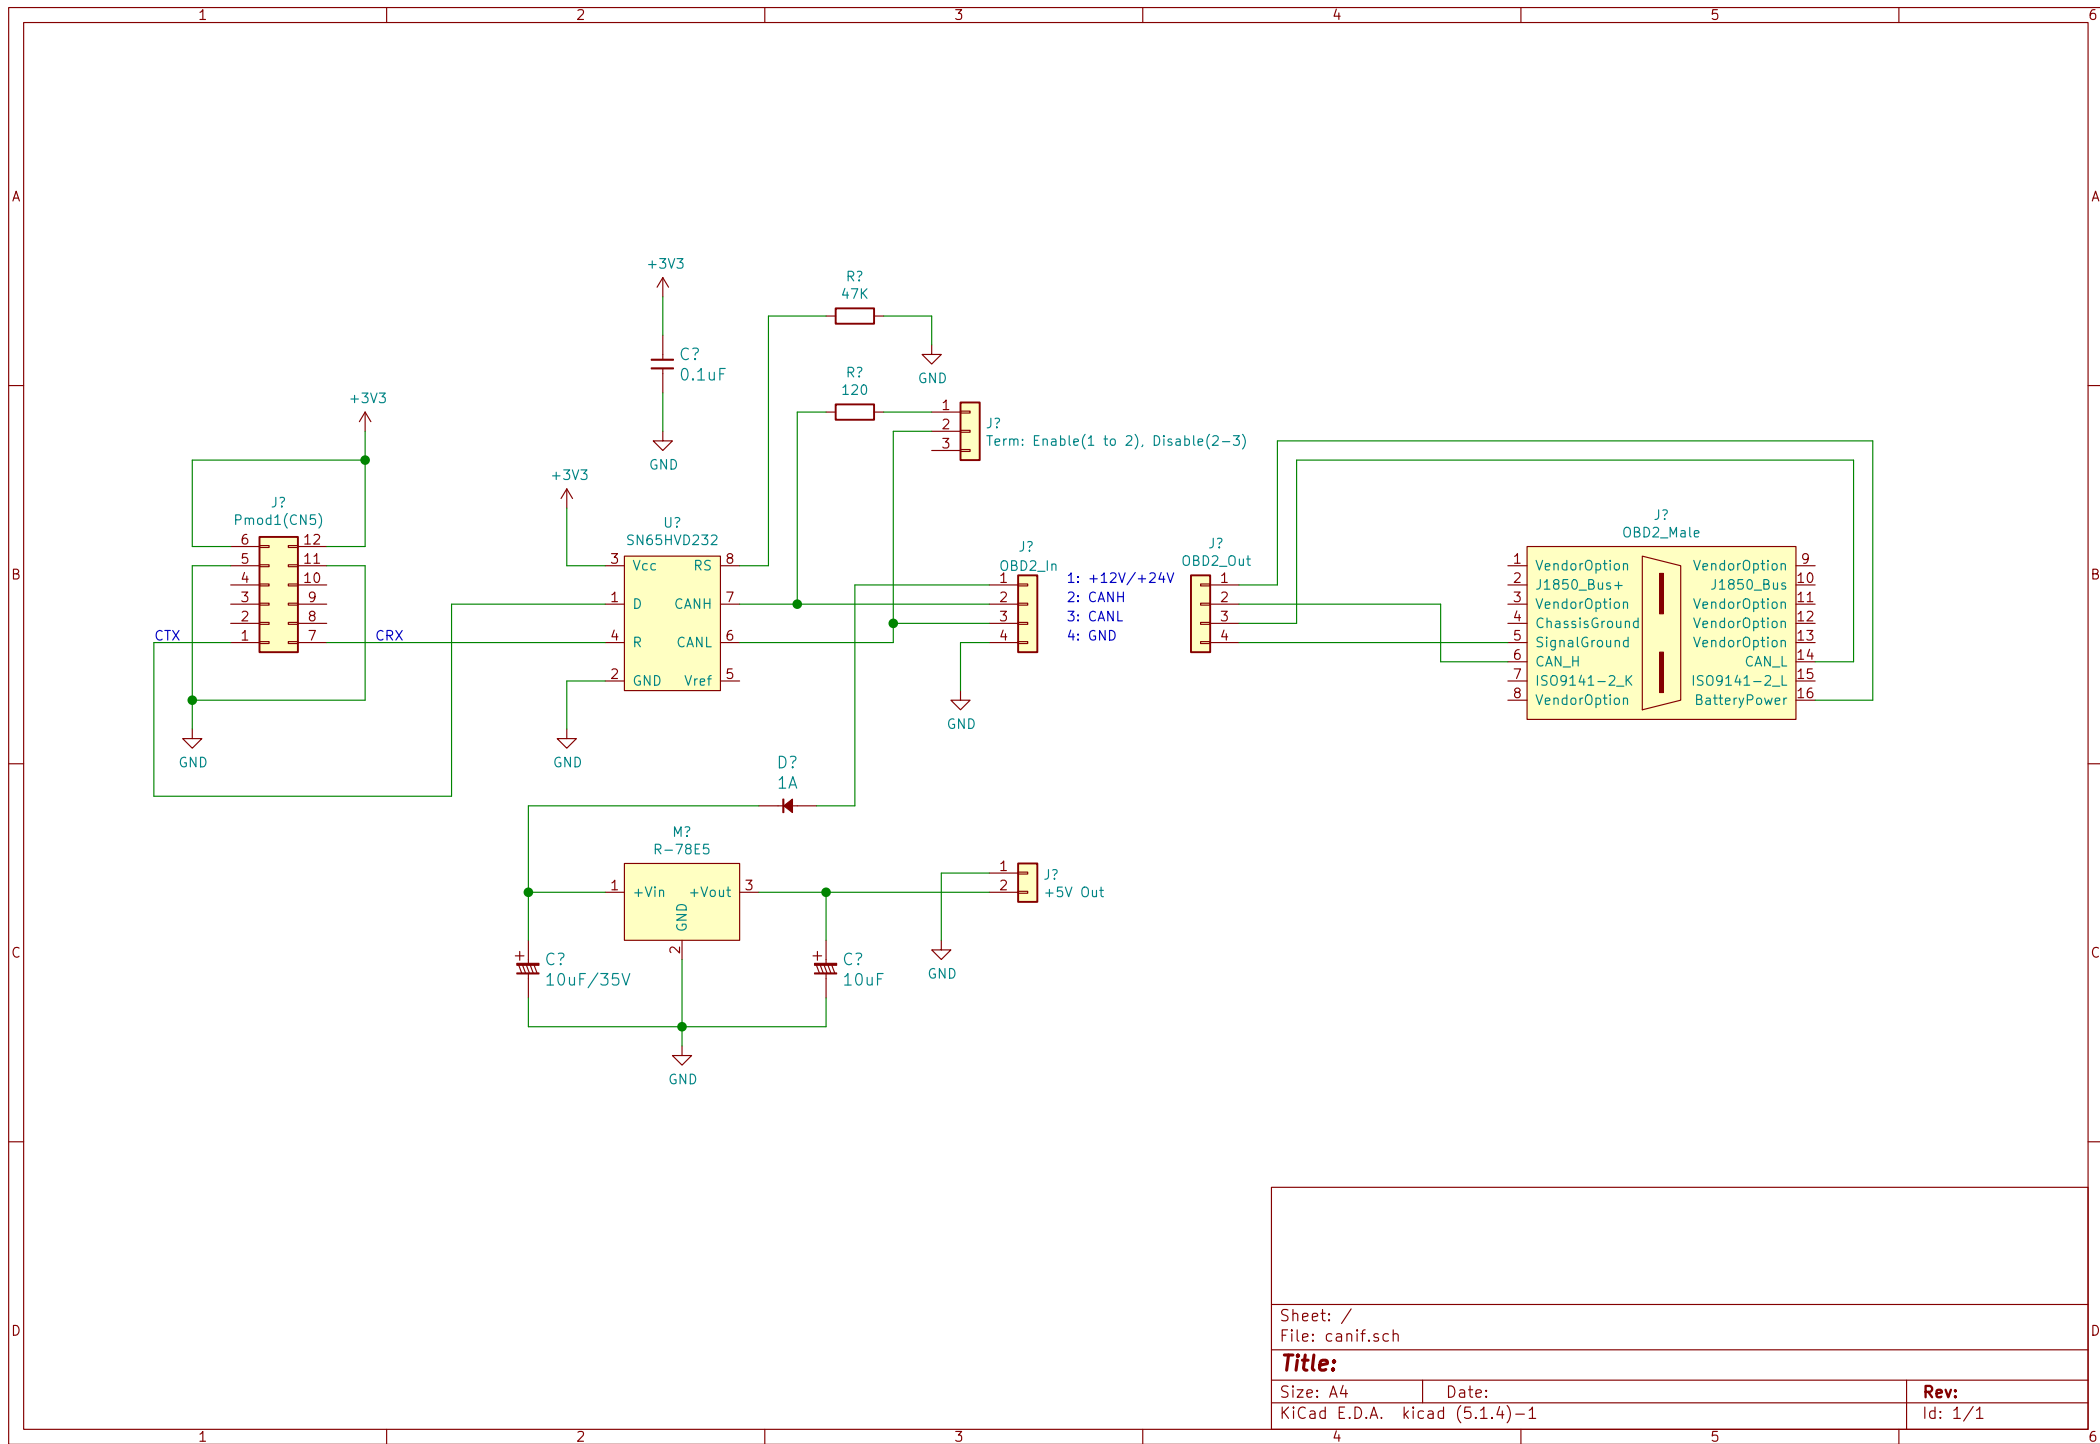 1 2 3 4 5 6
A A
+3V3
R?
47K
C?
0.1uF
GND
R?
120
GND
+3V3
1
2
3
J?
Term: Enable(1 to 2), Disable(2-3)
+3V3
J?
Pmod1(CN5)
6 12
5 11
4 10
3 9
2 8
1 7
CTX
CRX
GND
U?
SN65HVD232
3 Vcc RS 8
1 D CANH 7
4 R CANL 6
2 GND Vref 5
GND
J?
OBD2_In
1
2
3
4
1: +12V/+24V
2: CANH
3: CANL
4: GND
GND
J?
OBD2_Out
1
2
3
4
J?
OBD2_Male
1 VendorOption VendorOption 9
2 J1850_Bus+ J1850_Bus 10
3 VendorOption VendorOption 11
4 ChassisGround VendorOption 12
5 SignalGround VendorOption 13
6 CAN_H CAN_L 14
7 ISO9141-2_K ISO9141-2_L 15
8 VendorOption BatteryPower 16
B B
D?
1A
M?
R-78E5
1 +Vin +Vout 3
GND
2
1
2
J?
+5V Out
+ C?
10uF/35V
+ C?
10uF
GND
GND
C C
D D
Sheet: /
File: canif.sch
Title:
Size: A4 Date: Rev:
KiCad E.D.A. kicad (5.1.4)-1 Id: 1/1
1 2 3 4 5 6